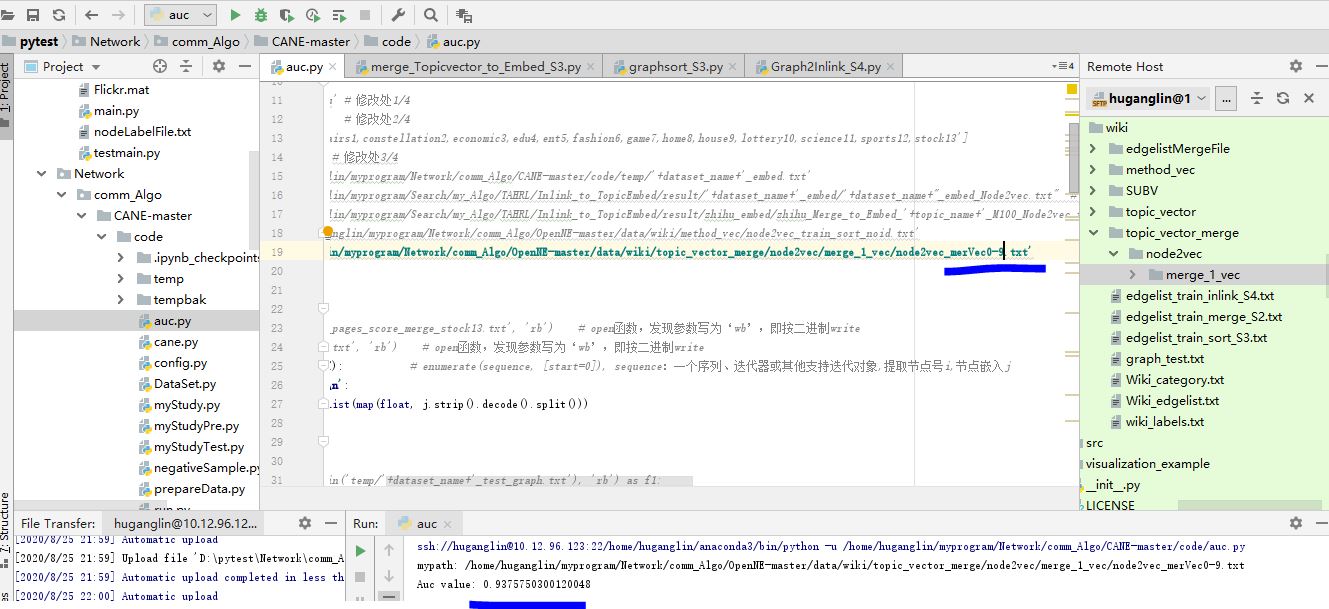 auc
pytest
Network
comm_Algo
CANE-master
code
auc.py
1: Project
Project
auc.py
merge_Topicvector_to_Embed_S3.py
graphsort_S3.py
Graph2Inlink_S4.py
4
Remote Host
huganglin@1
...
Flickr.mat
main.py
nodeLabelFile.txt
testmain.py
Network
comm_Algo
CANE-master
code
.ipynb_checkpoints
temp
tempbak
auc.py
cane.py
config.py
DataSet.py
myStudy.py
myStudyPre.py
myStudyTest.py
negativeSample.py
prepareData.py
run.py
11 ' # 修改处1/4
12 # 修改处2/4
13 airs1,constellation2,economic3,edu4,ent5,fashion6,game7,home8,house9,lottery10,science11,sports12,stock13']
14 # 修改处3/4
15 lin/myprogram/Network/comm_Algo/CANE-master/code/temp/'+dataset_name+'_embed.txt'
16 lin/myprogram/Search/my_Algo/TAHRL/Inlink_to_TopicEmbed/result/'+dataset_name+'_embed/'+dataset_name+"_embed_Node2vec.txt" #
17 lin/myprogram/Search/my_Algo/TAHRL/Inlink_to_TopicEmbed/result/zhihu_embed/zhihu_Merge_to_Embed_'+topic_name+'_M100_Node2vec
18 nglin/myprogram/Network/comm_Algo/OpenNE-master/data/wiki/method_vec/node2vec_train_sort_noid.txt'
19 in/myprogram/Network/comm_Algo/OpenNE-master/data/wiki/topic_vector_merge/node2vec/merge_1_vec/node2vec_merVec0-9.txt'
20
21
22
23 _pages_score_merge_stock13.txt', 'rb') # open函数，发现参数写为‘wb’，即按二进制write
24 txt', 'rb') # open函数，发现参数写为‘wb’，即按二进制write
25 '): # enumerate(sequence, [start=0]), sequence：一个序列、迭代器或其他支持迭代对象,提取节点号i,节点嵌入j
26 n':
27 list(map(float, j.strip().decode().split()))
28
29
30
31 n('temp/'+dataset_name+'_test_graph.txt'), 'rb') as f1:
wiki
edgelistMergeFile
method_vec
SUBV
topic_vector
topic_vector_merge
node2vec
merge_1_vec
edgelist_train_inlink_S4.txt
edgelist_train_merge_S2.txt
edgelist_train_sort_S3.txt
graph_test.txt
Wiki_category.txt
Wiki_edgelist.txt
wiki_labels.txt
src
visualization_example
__init__.py
LICENSE
7: Structure
File Transfer:
huganglin@10.12.96.12...
[2020/8/25 21:59] Automatic upload
[2020/8/25 21:59] Upload file 'D:\pytest\Network\comm_A
[2020/8/25 21:59] Automatic upload completed in less th
[2020/8/25 22:00] Automatic upload
Run:
auc
ssh://huganglin@10.12.96.123:22/home/huganglin/anaconda3/bin/python -u /home/huganglin/myprogram/Network/comm_Algo/CANE-master/code/auc.py
mypath: /home/huganglin/myprogram/Network/comm_Algo/OpenNE-master/data/wiki/topic_vector_merge/node2vec/merge_1_vec/node2vec_merVec0-9.txt
Auc value: 0.9375750300120048